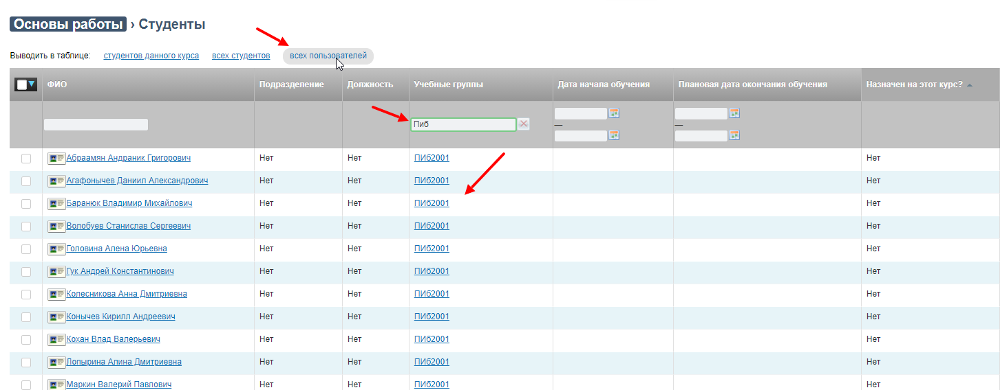 Основы работы › Студенты
Выводить в таблице: студентов данного курса всех студентов всех пользователей
ФИО Подразделение Должность Учебные группы Дата начала обучения Плановая дата окончания обучения Назначен на этот курс?
Пиб
— —
Абраамян Андраник Григорович Нет Нет ПИб2001 Нет
Агафонычев Даниил Александрович Нет Нет ПИб2001 Нет
Баранюк Владимир Михайлович Нет Нет ПИб2001 Нет
Волобуев Станислав Сергеевич Нет Нет ПИб2001 Нет
Головина Алена Юрьевна Нет Нет ПИб2001 Нет
Гук Андрей Константинович Нет Нет ПИб2001 Нет
Колесникова Анна Дмитриевна Нет Нет ПИб2001 Нет
Конычев Кирилл Андреевич Нет Нет ПИб2001 Нет
Кохан Влад Валерьевич Нет Нет ПИб2001 Нет
Лопырина Алина Дмитриевна Нет Нет ПИб2001 Нет
Маркин Валерий Павлович Нет Нет ПИб2001 Нет